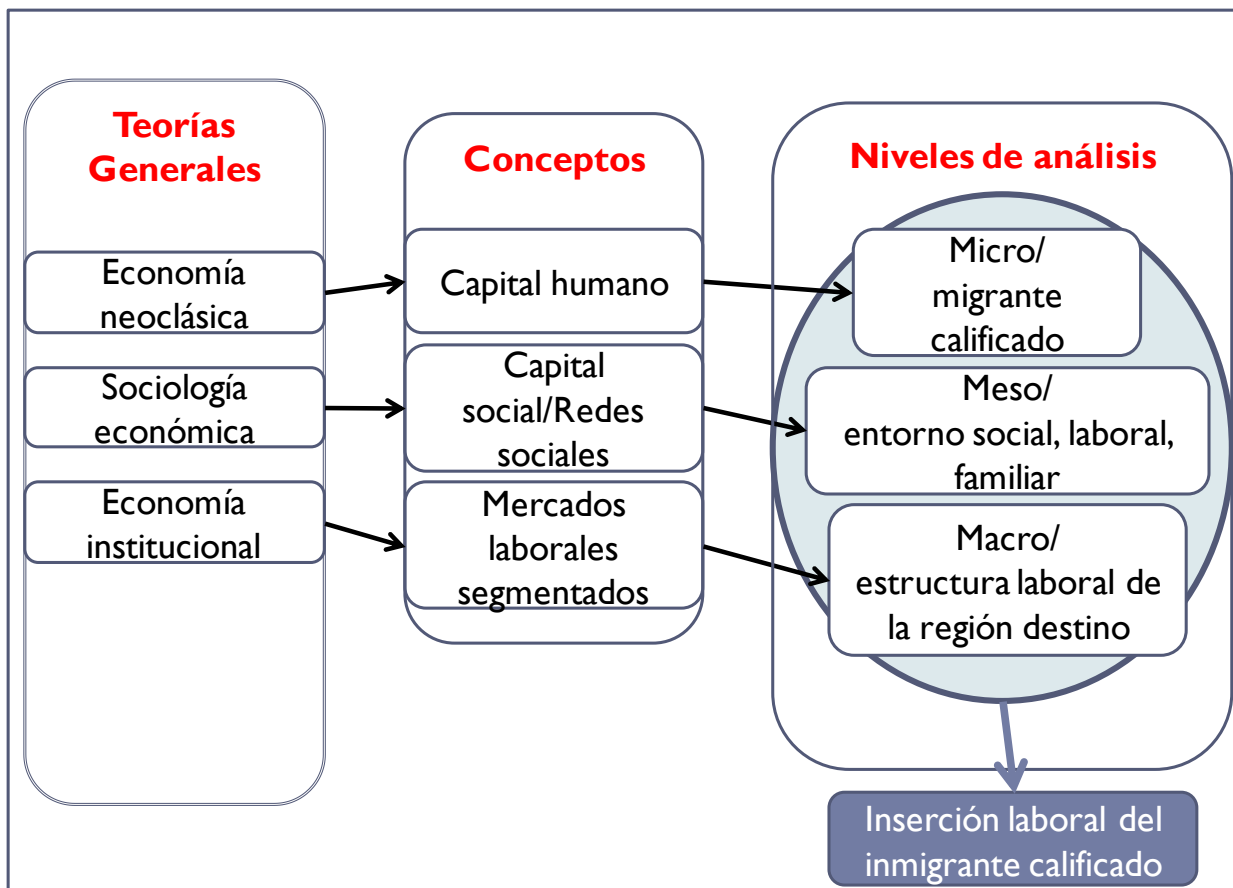 Teorías
Generales
Economía
neoclásica
Sociología
económica
Economía
institucional
Conceptos
Capital humano
Capital
social/Redes
sociales
Mercados
laborales
segmentados
Niveles de análisis
Micro/
migrante
calificado
Meso/
entorno social, laboral,
familiar
Macro/
estructura laboral de
la región destino
Inserción laboral del
inmigrante calificado